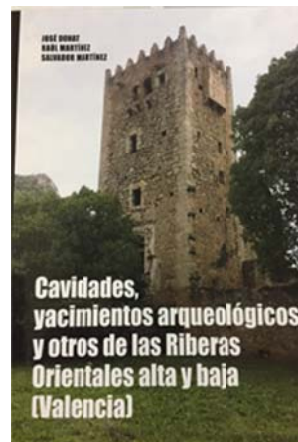 JOSÉ DONAT
RAÚL MARTÍNEZ
SALVADOR MARTÍNEZ
Cavidades,
yacimientos arqueológicos
y otros de las Riberas
Orientales alta y baja
(Valencia)